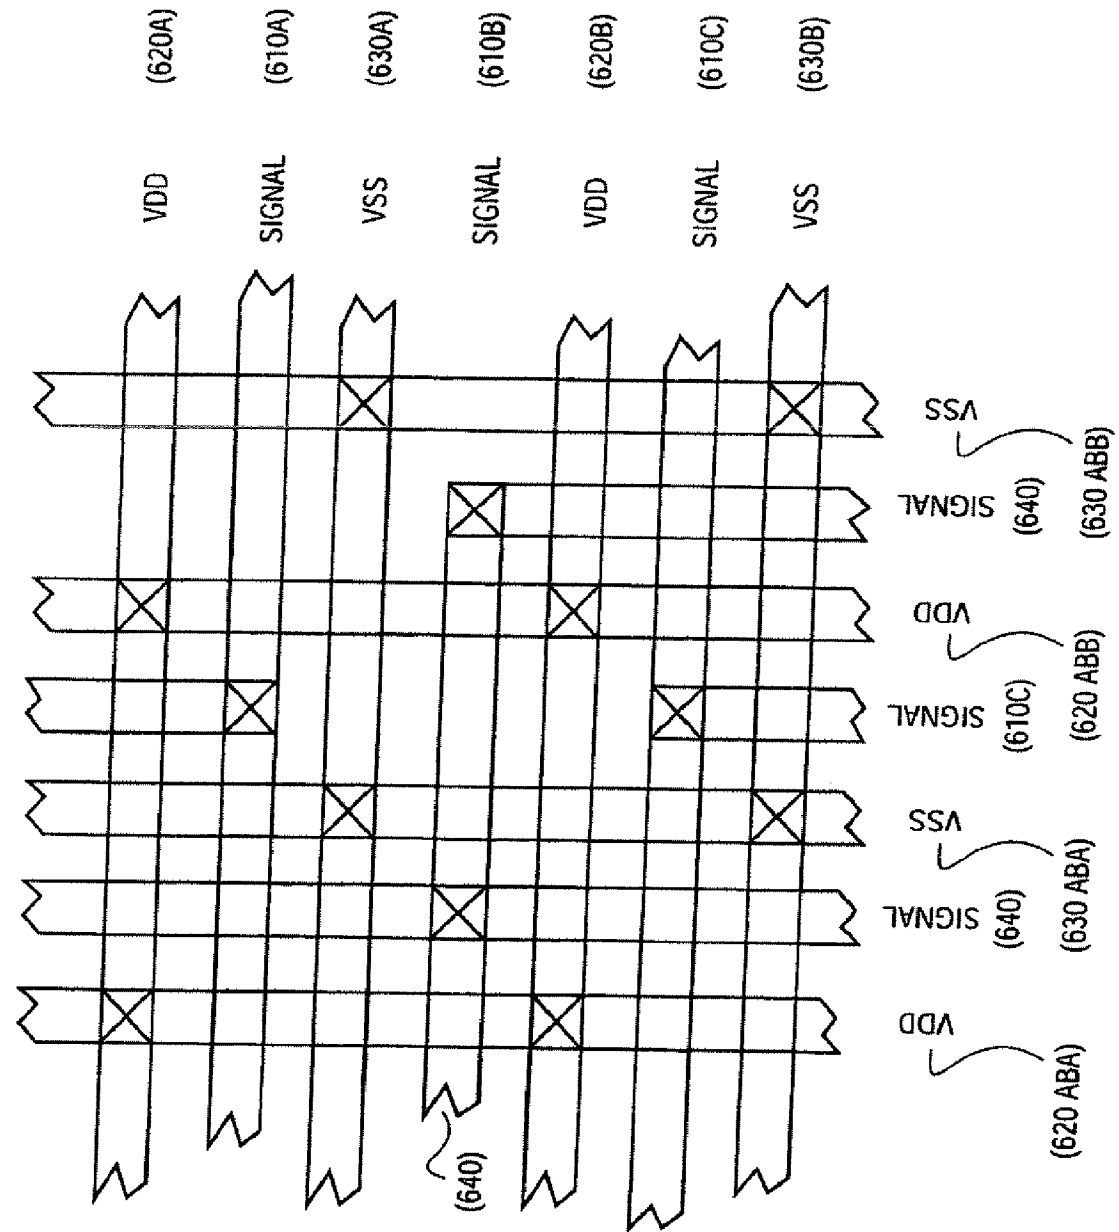 (620A)
(610A)
(630A)
(610B)
(620B)
(610C)
(630B)
VDD
SIGNAL
VSS
SIGNAL
VDD
SIGNAL
VSS
VSS
(630 ABB)
SIGNAL
(640)
VDD
(620 ABB)
SIGNAL
(610C)
VSS
(630 ABA)
SIGNAL
(640)
VDD
(620 ABA)
(640)